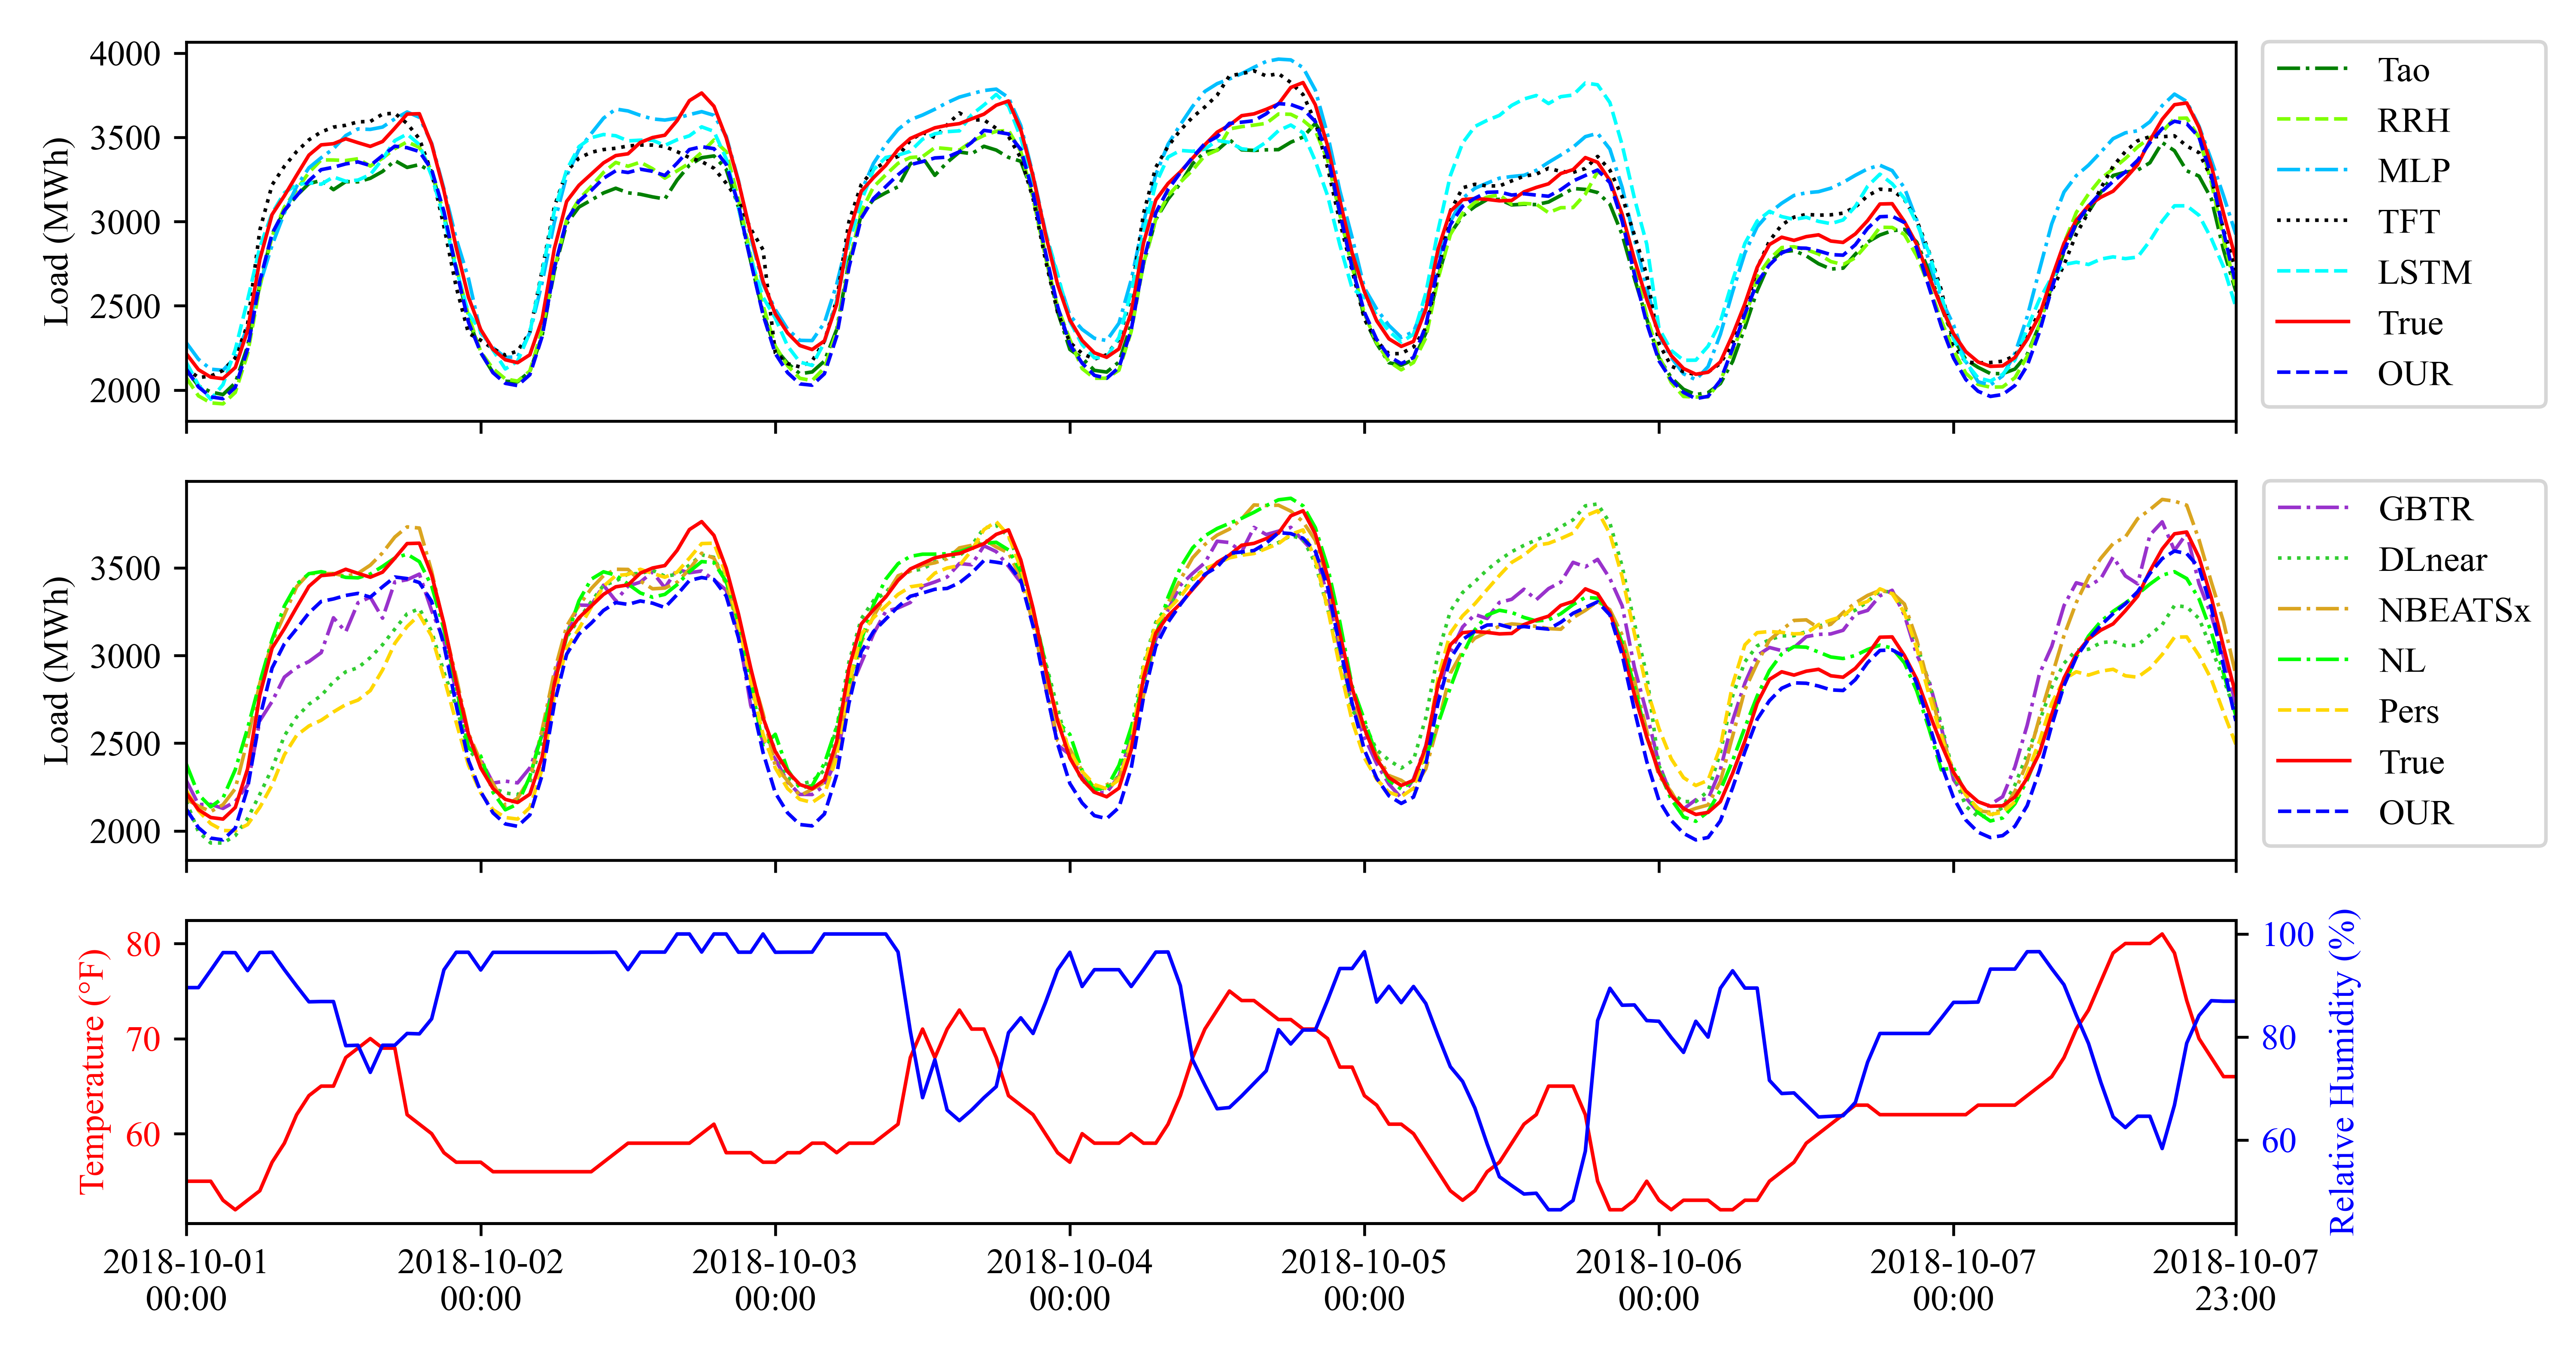 4000
3500
3000
2500
2000
Load (MWh)
Tao
RRH
MLP
TFT
LSTM
True
OUR
3500
3000
2500
2000
Load (MWh)
GBTR
DLnear
NBEATSx
NL
Pers
True
OUR
80
70
60
Temperature (°F)
100
80
60
Relative Humidity (%)
2018-10-01
00:00
2018-10-02
00:00
2018-10-03
00:00
2018-10-04
00:00
2018-10-05
00:00
2018-10-06
00:00
2018-10-07
00:00
2018-10-07
23:00